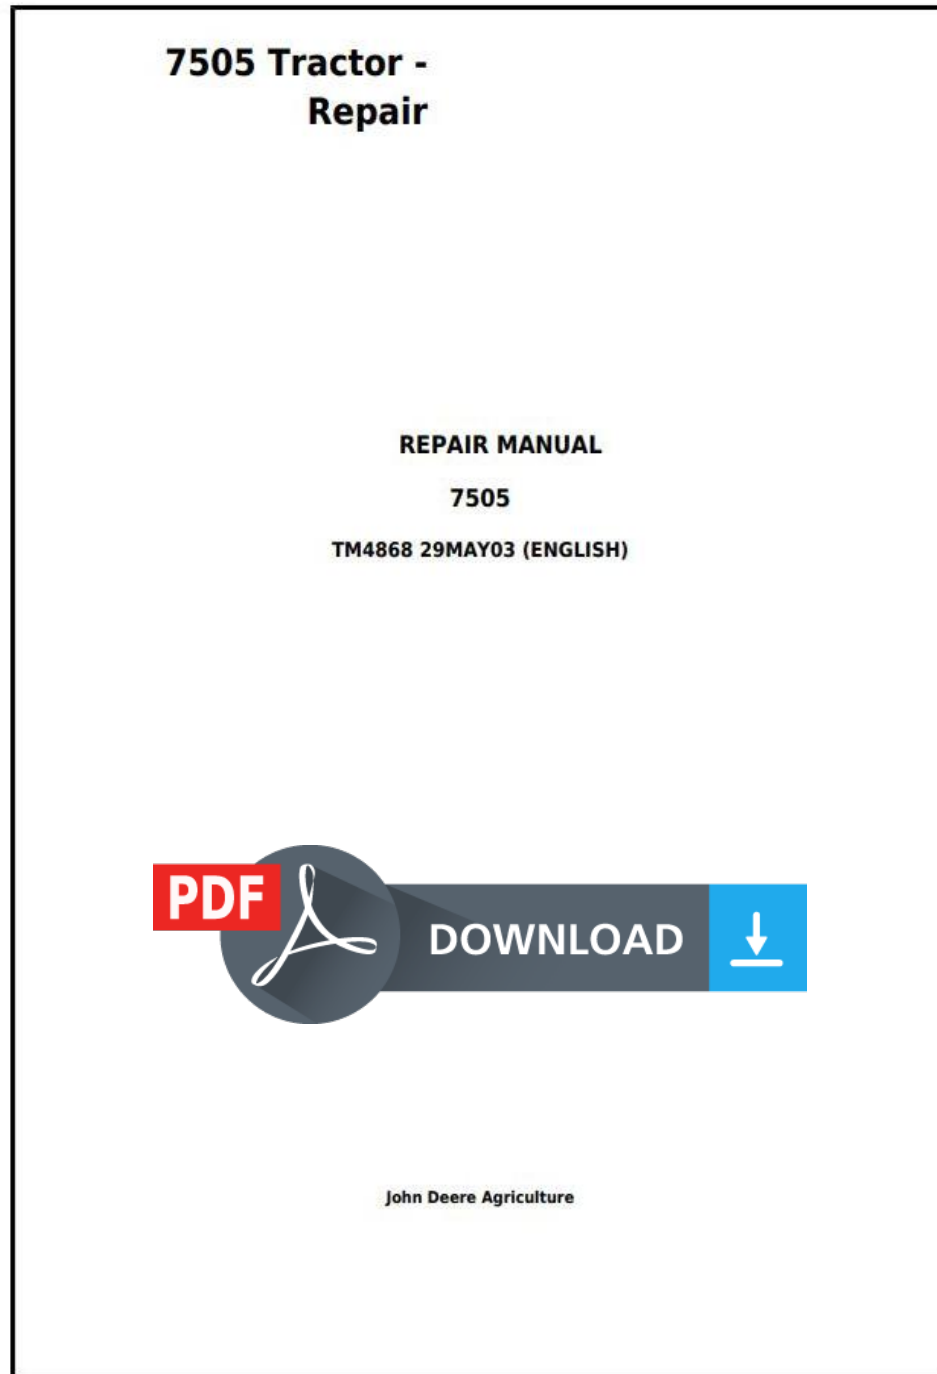 7505 Tractor -
Repair
REPAIR MANUAL
7505
TM4868 29MAY03 (ENGLISH)
PDF
DOWNLOAD
John Deere Agriculture